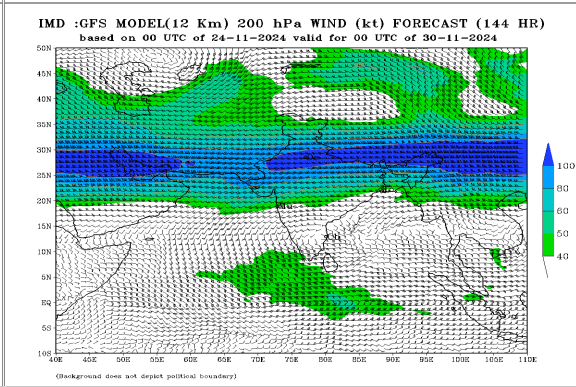 IMD :GFS MODEL(12 Km) 200 hPa WIND (kt) FORECAST (144 HR)
based on 00 UTC of 24-11-2024 valid for 00 UTC of 30-11-2024
50N
45N
40N
35N
30N
25N
20N
15N
10N
5N
EQ
5S
10S
40E 45E 50E 55E 60E 65E 70E 75E 80E 85E 90E 95E 100E 105E 110E
100
80
60
50
40
(Background does not depict political boundary)